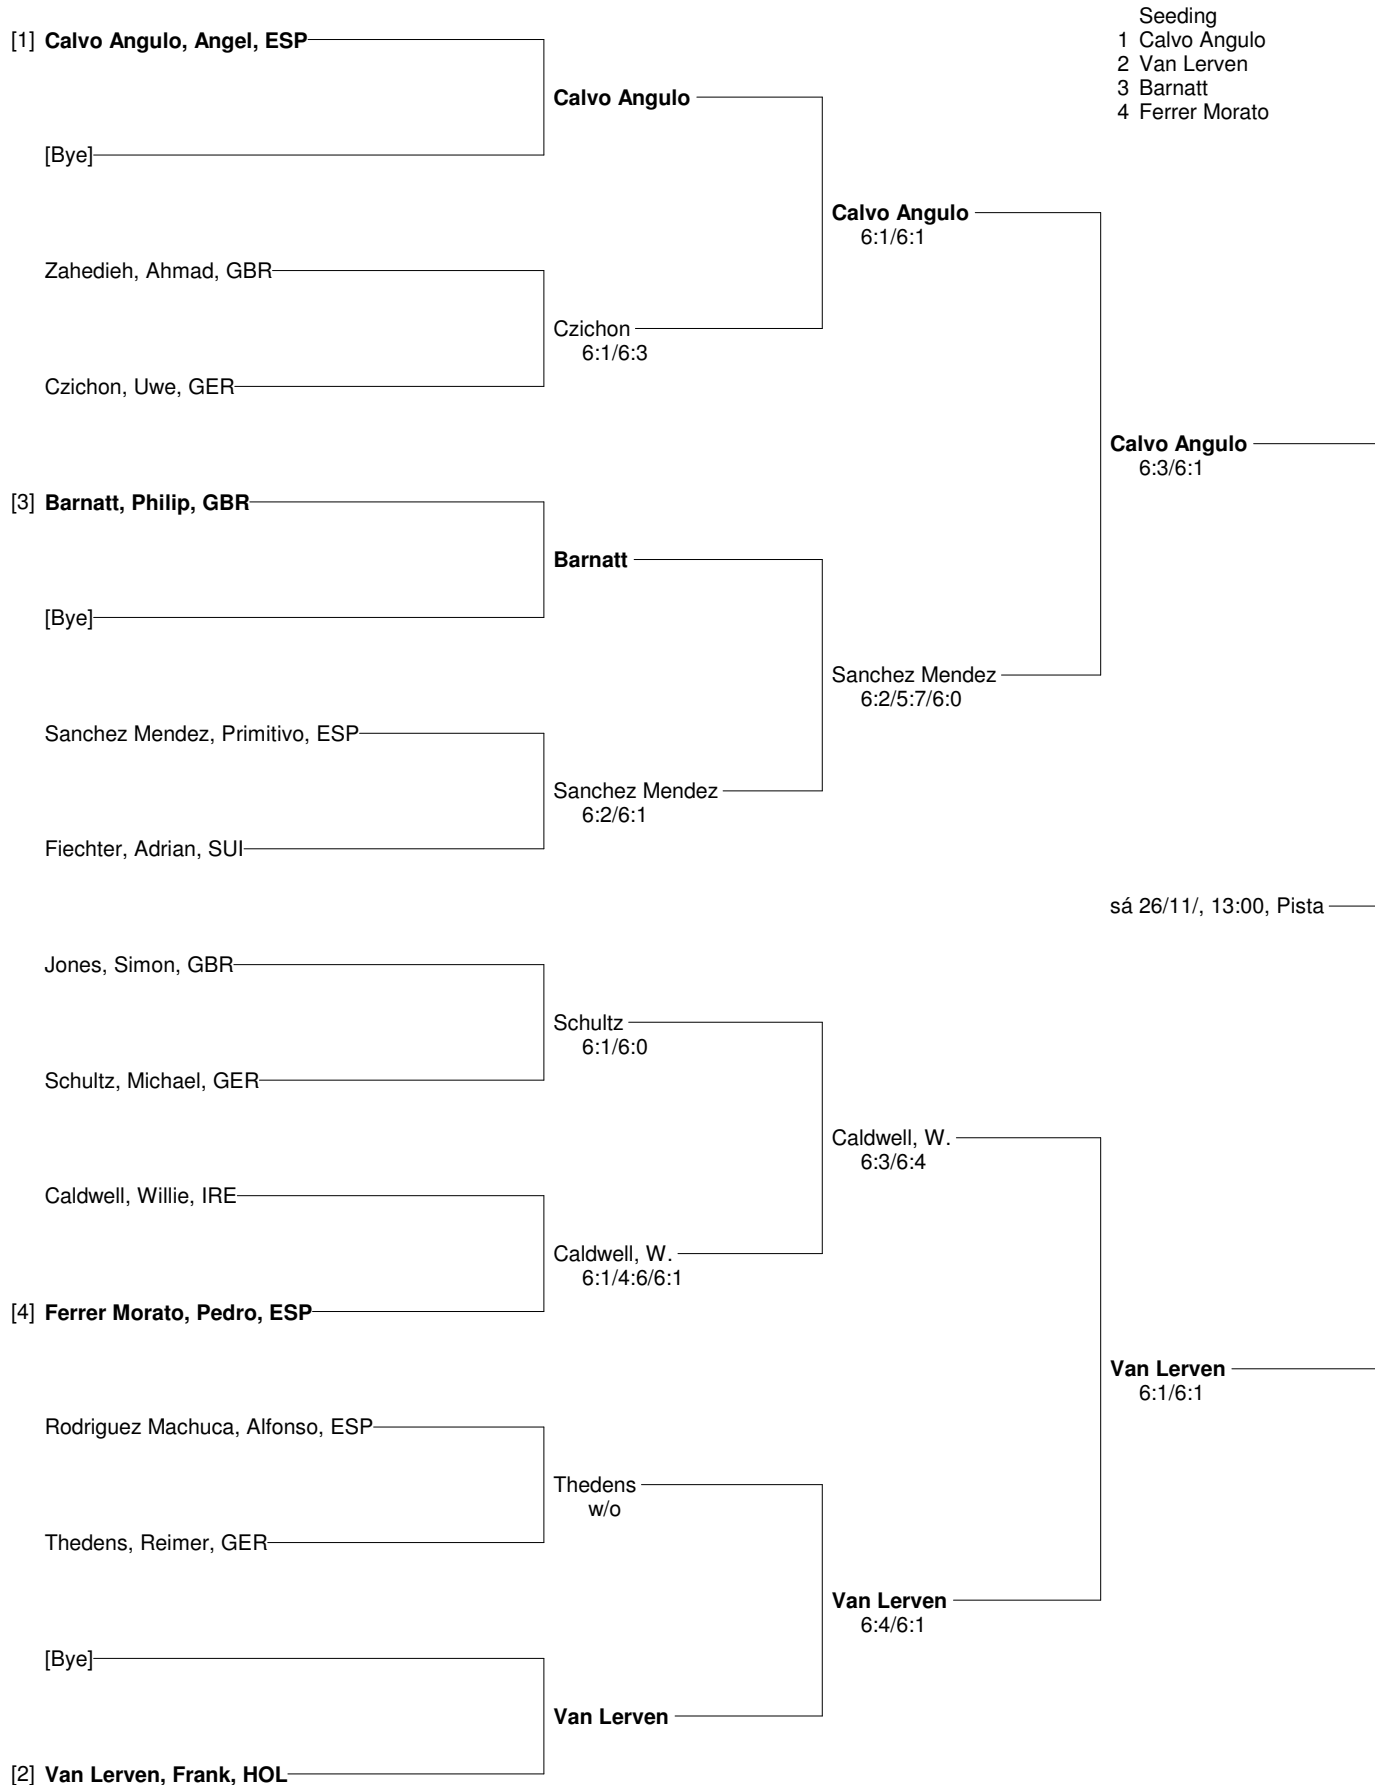 Seeding
1 Calvo Angulo
2 Van Lerven
3 Barnatt
4 Ferrer Morato
[1] Calvo Angulo, Angel, ESP
Calvo Angulo
[Bye]
Calvo Angulo
6:1/6:1
Zahedieh, Ahmad, GBR
Czichon
6:1/6:3
Czichon, Uwe, GER
Calvo Angulo
6:3/6:1
[3] Barnatt, Philip, GBR
Barnatt
[Bye]
Sanchez Mendez
6:2/5:7/6:0
Sanchez Mendez, Primitivo, ESP
Sanchez Mendez
6:2/6:1
Fiechter, Adrian, SUI
sá 26/11/, 13:00, Pista
Jones, Simon, GBR
Schultz
6:1/6:0
Schultz, Michael, GER
Caldwell, W.
6:3/6:4
Caldwell, Willie, IRE
Caldwell, W.
6:1/4:6/6:1
[4] Ferrer Morato, Pedro, ESP
Van Lerven
6:1/6:1
Rodriguez Machuca, Alfonso, ESP
Thedens
w/o
Thedens, Reimer, GER
Van Lerven
6:4/6:1
[Bye]
Van Lerven
[2] Van Lerven, Frank, HOL